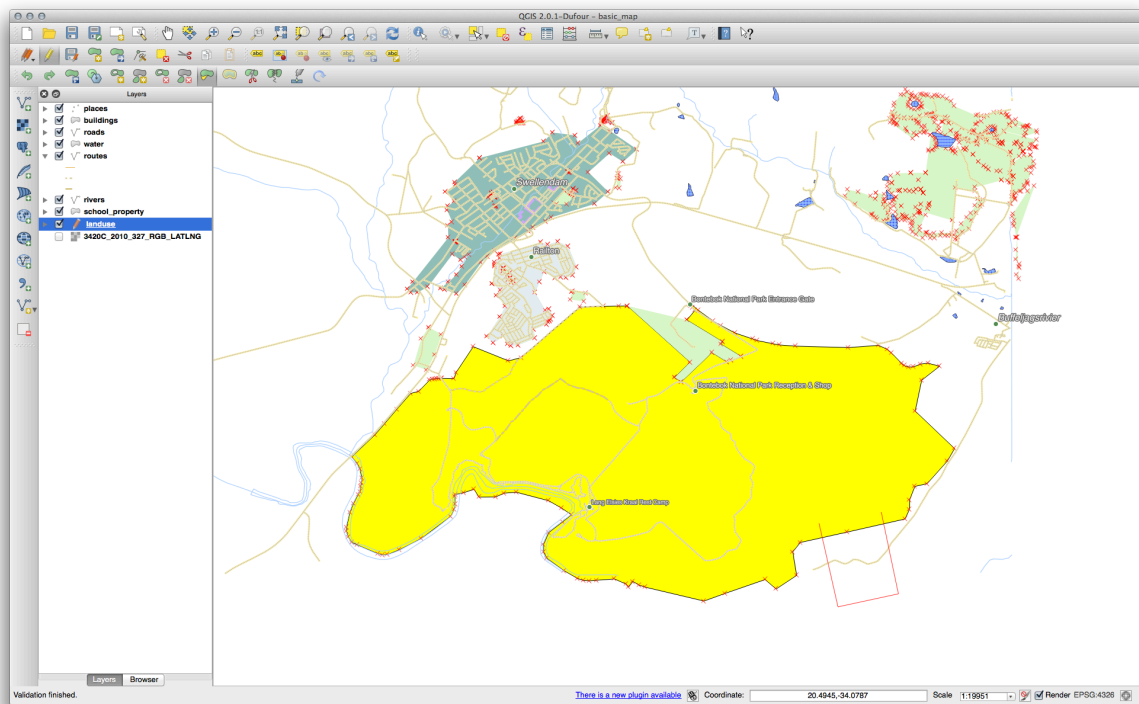 QGIS 2.0.1-Dufour - basic_map
Layers
places
buildings
roads
water
routes
rivers
school_property
landuse
3420C_2010_327_RGB_LATLNG
Swellendam
Railton
Bontebok National Park Entrance Gate
Buffeljagsrivier
Bontebok National Park Reception & Shop
Lang Elsies Kraal Rest Camp
Layers
Browser
Validation finished.
There is a new plugin available
Coordinate:
20.4945,-34.0787
Scale
1:19951
Render
EPSG:4326